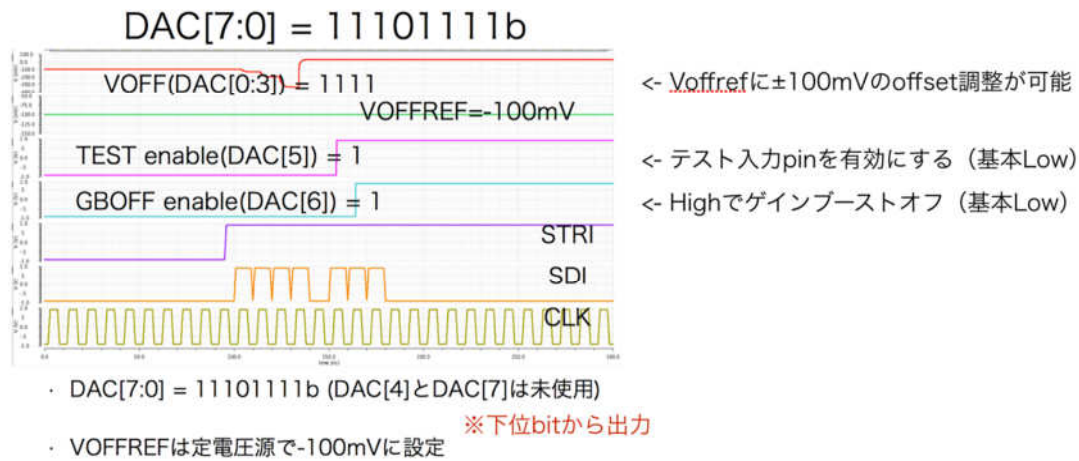 DAC[7:0] = 11101111b
VOFF(DAC[0:3]) = 1111
<- Voffrefに±100mVのoffset調整が可能
VOFFREF=-100mV
TEST enable(DAC[5]) = 1
<- テスト入力pinを有効にする（基本Low）
GBOFF enable(DAC[6]) = 1
<- Highでゲインブーストオフ（基本Low）
STRI
SDI
CLK
・ DAC[7:0] = 11101111b (DAC[4]とDAC[7]は未使用)
※下位bitから出力
・ VOFFREFは定電圧源で-100mVに設定